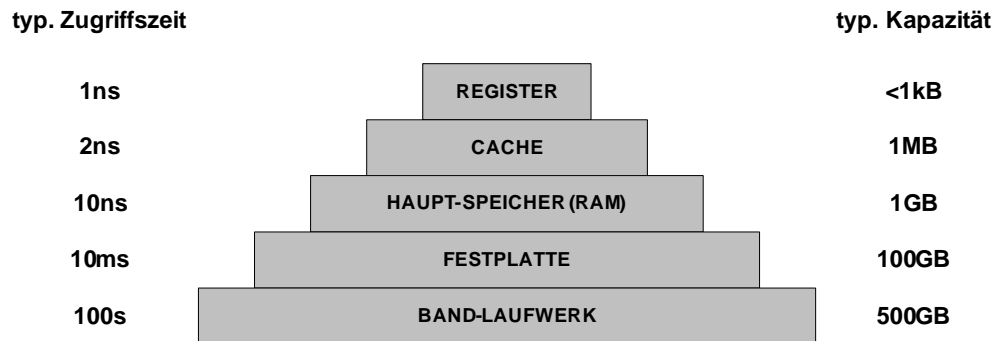 typ. Zugriffszeit typ. Kapazität
1ns REGISTER <1kB
2ns CACHE 1MB
10ns HAUPT-SPEICHER (RAM) 1GB
10ms FESTPLATTE 100GB
100s BAND-LAUFWERK 500GB